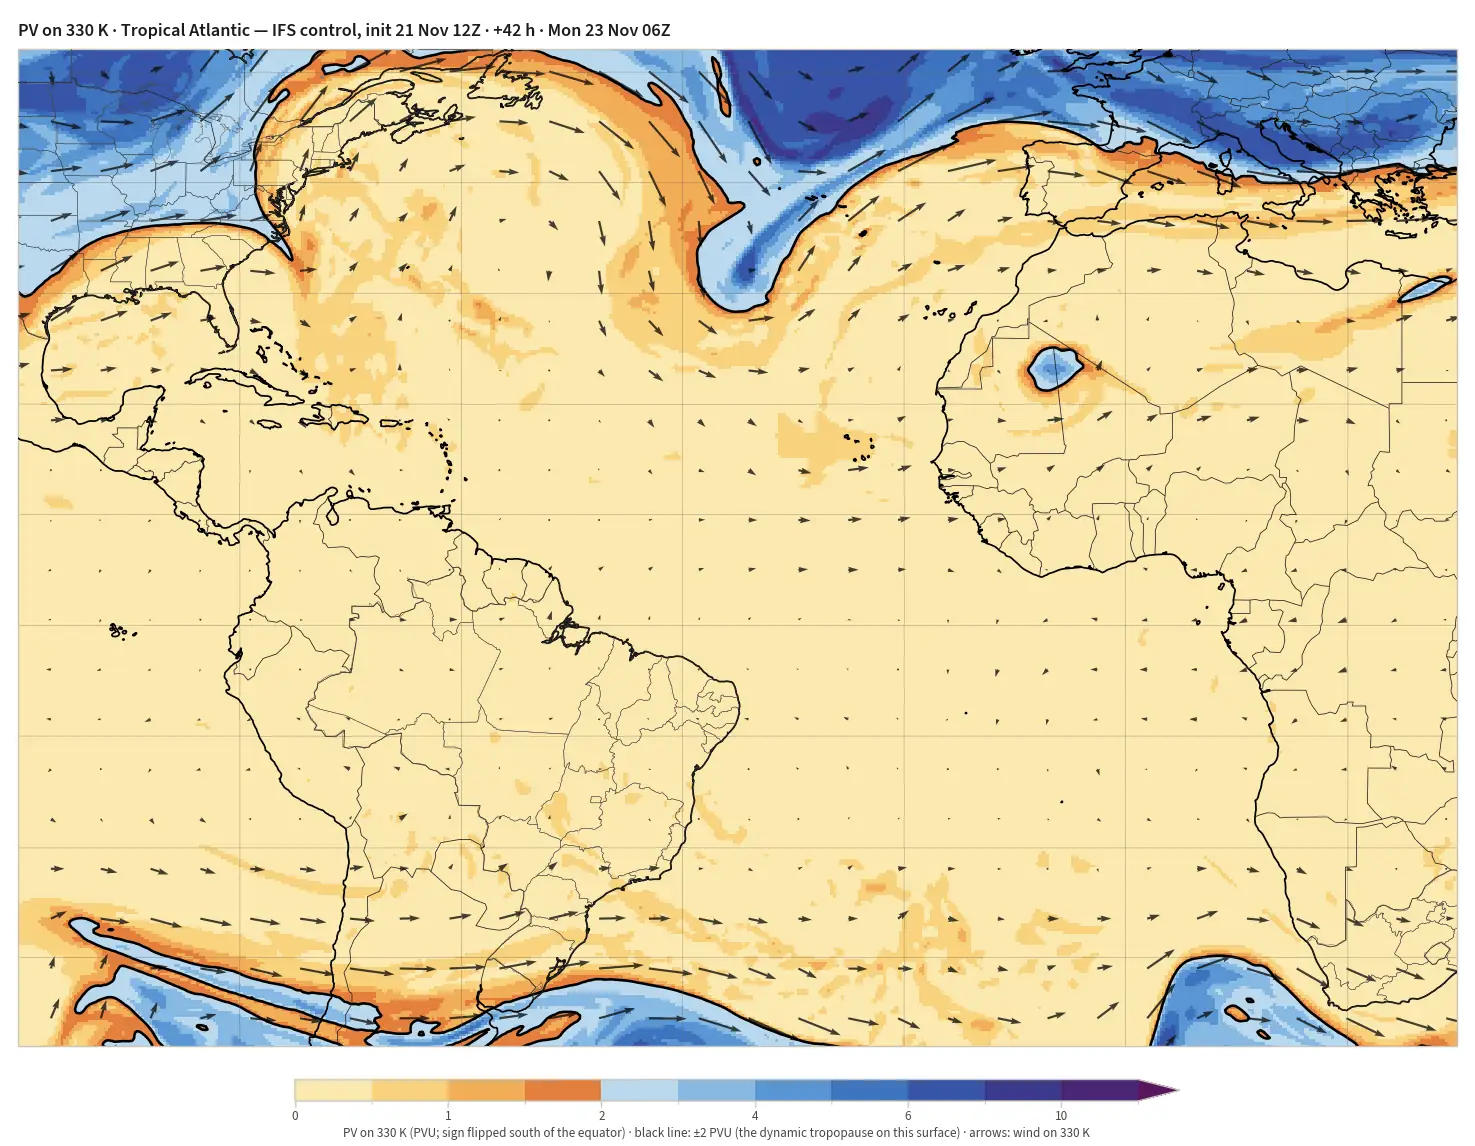 PV on 330 K · Tropical Atlantic — IFS control, init 21 Nov 12Z · +42 h · Mon 23 Nov 06Z
0 1 2 4 6 10
PV on 330 K (PVU; sign flipped south of the equator) · black line: ±2 PVU (the dynamic tropopause on this surface) · arrows: wind on 330 K